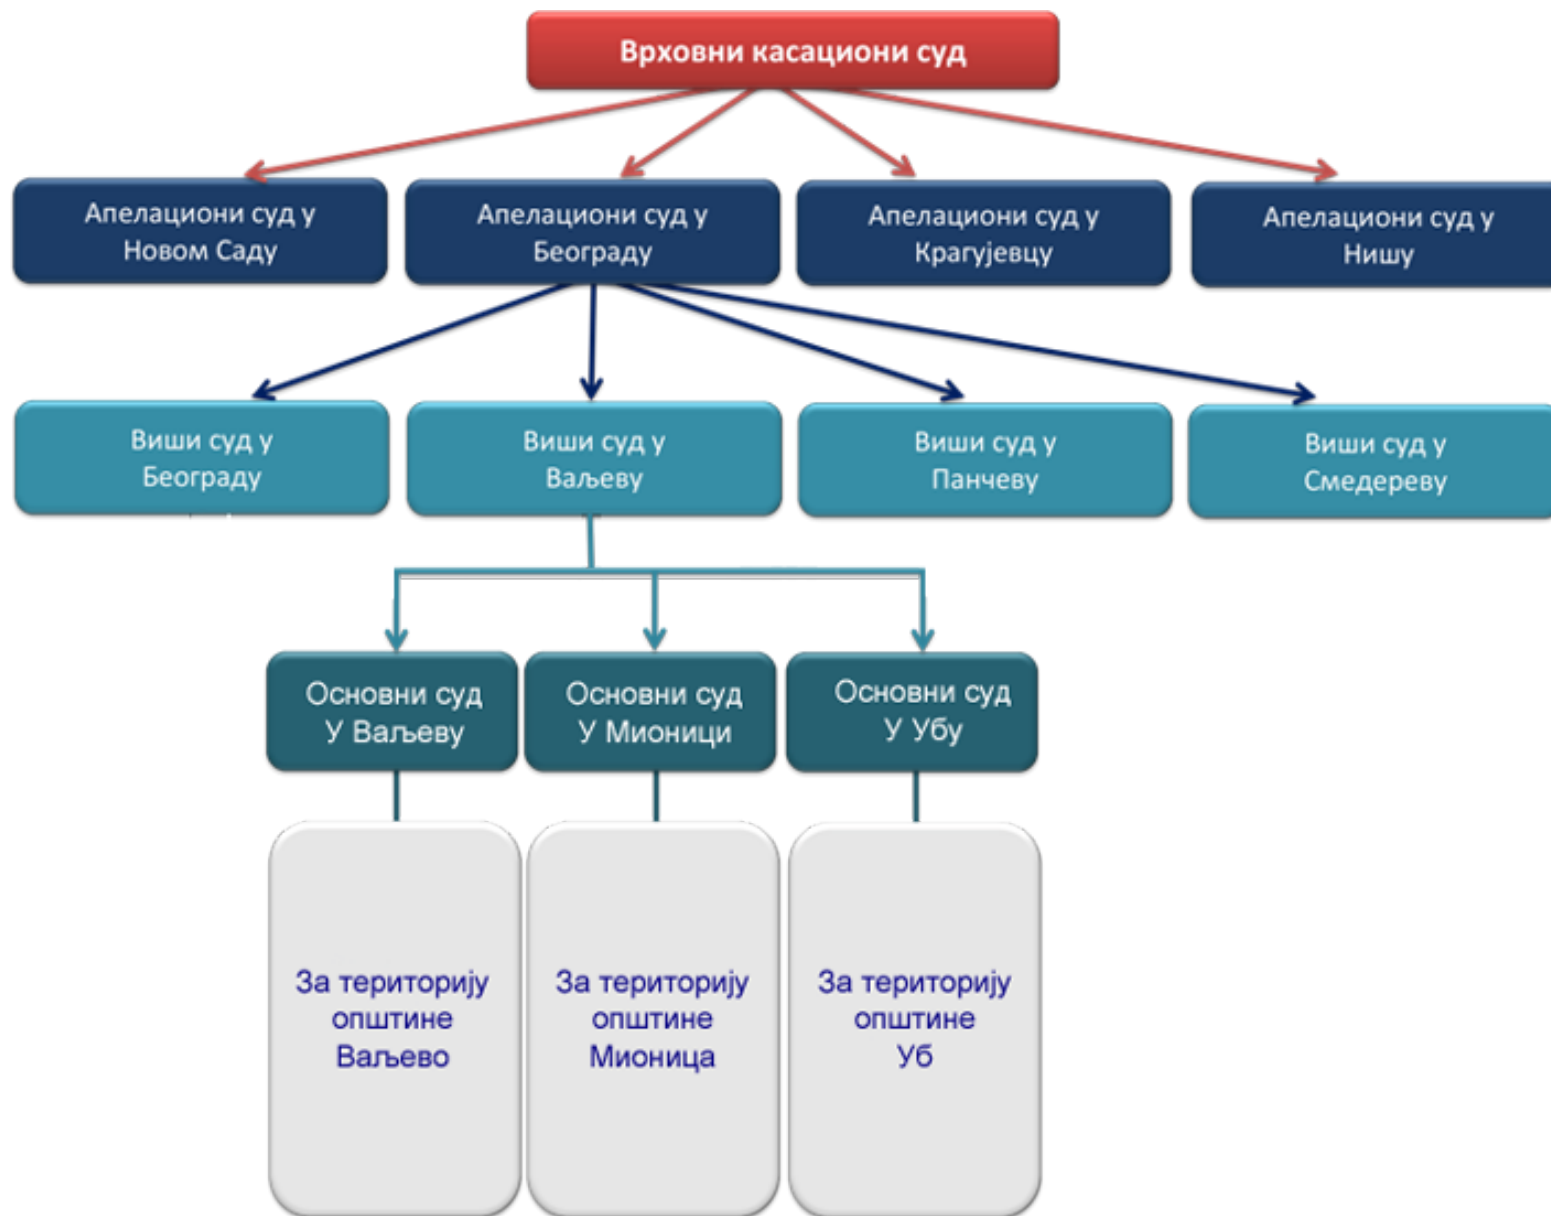 Врховни касациони суд
Апелациони суд у
Новом Саду
Апелациони суд у
Београду
Апелациони суд у
Крагујевцу
Апелациони суд у
Нишу
Виши суд у
Београду
Виши суд у
Ваљеву
Виши суд у
Панчеву
Виши суд у
Смедереву
Основни суд
У Ваљеву
Основни суд
У Мионици
Основни суд
У Убу
За територију
општине
Ваљево
За територију
општине
Мионица
За територију
општине
Уб